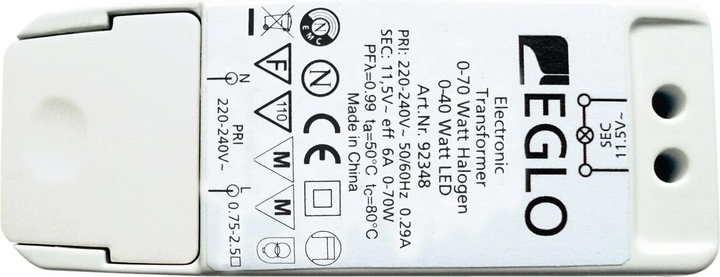 EGLO
Electronic
Transformer
0-70 Watt Halogen
0-40 Watt LED
Art.Nr. 92348
PRI: 220-240V~ 50/60Hz 0.29A
SEC: 11,5V~ eff 6A 0-70W
PFλ=0.99 ta=50°C tc=80°C
Made in China
EMC
N
CE
F
110
M
M
N
PRI
220-240V~
L
0.75-2.5
SEC
11.5V~